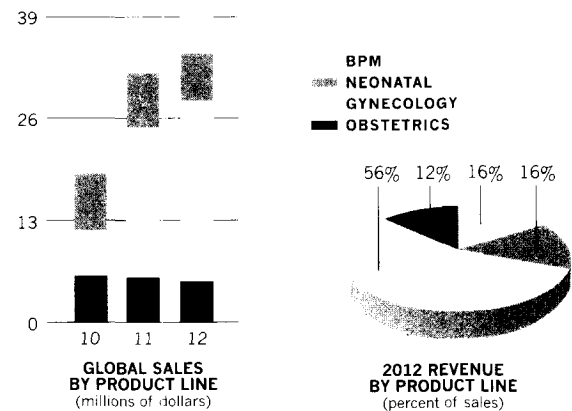 39
26
13
0
10 11 12
GLOBAL SALES
BY PRODUCT LINE
(millions of dollars)
BPM
NEONATAL
GYNECOLOGY
OBSTETRICS
56% 12% 16% 16%
2012 REVENUE
BY PRODUCT LINE
(percent of sales)